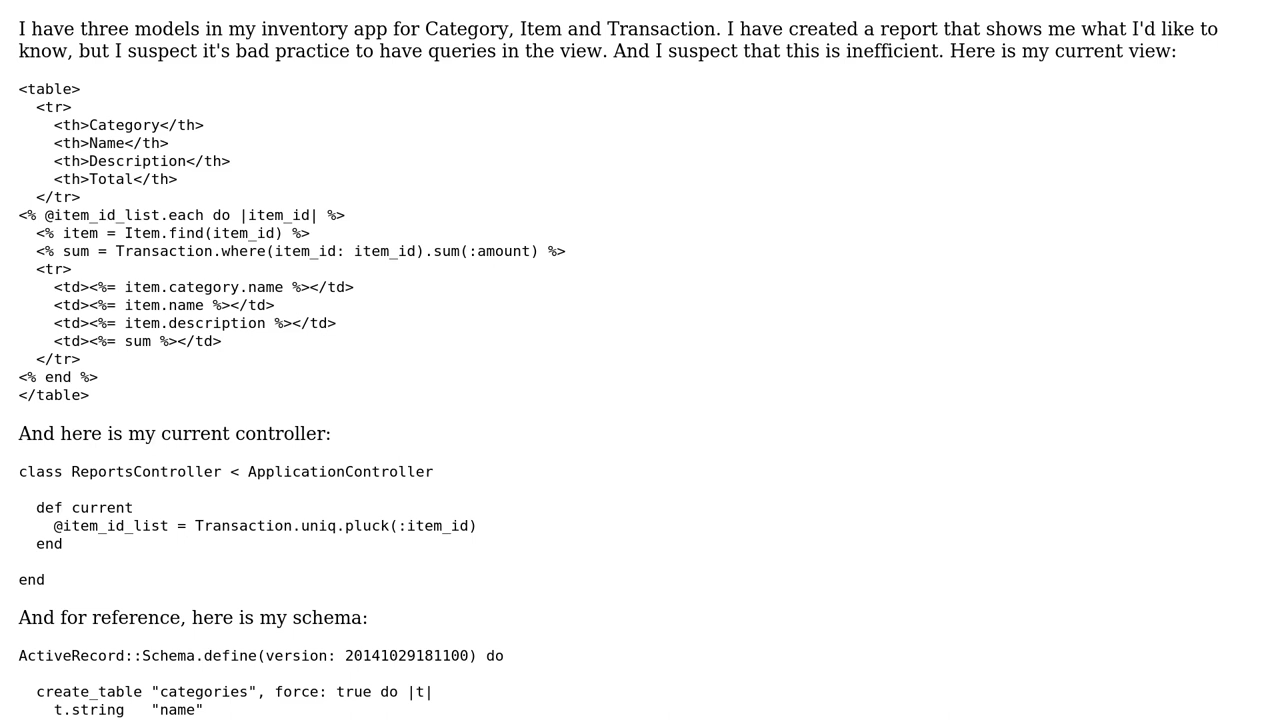 I have three models in my inventory app for Category, Item and Transaction. I have created a report that shows me what I'd like to
know, but I suspect it's bad practice to have queries in the view. And I suspect that this is inefficient. Here is my current view:
<table>
  <tr>
    <th>Category</th>
    <th>Name</th>
    <th>Description</th>
    <th>Total</th>
  </tr>
<% @item_id_list.each do |item_id| %>
  <% item = Item.find(item_id) %>
  <% sum = Transaction.where(item_id: item_id).sum(:amount) %>
  <tr>
    <td><%= item.category.name %></td>
    <td><%= item.name %></td>
    <td><%= item.description %></td>
    <td><%= sum %></td>
  </tr>
<% end %>
</table>
And here is my current controller:
class ReportsController < ApplicationController
  def current
    @item_id_list = Transaction.uniq.pluck(:item_id)
  end
end
And for reference, here is my schema:
ActiveRecord::Schema.define(version: 20141029181100) do
  create_table "categories", force: true do |t|
    t.string   "name"